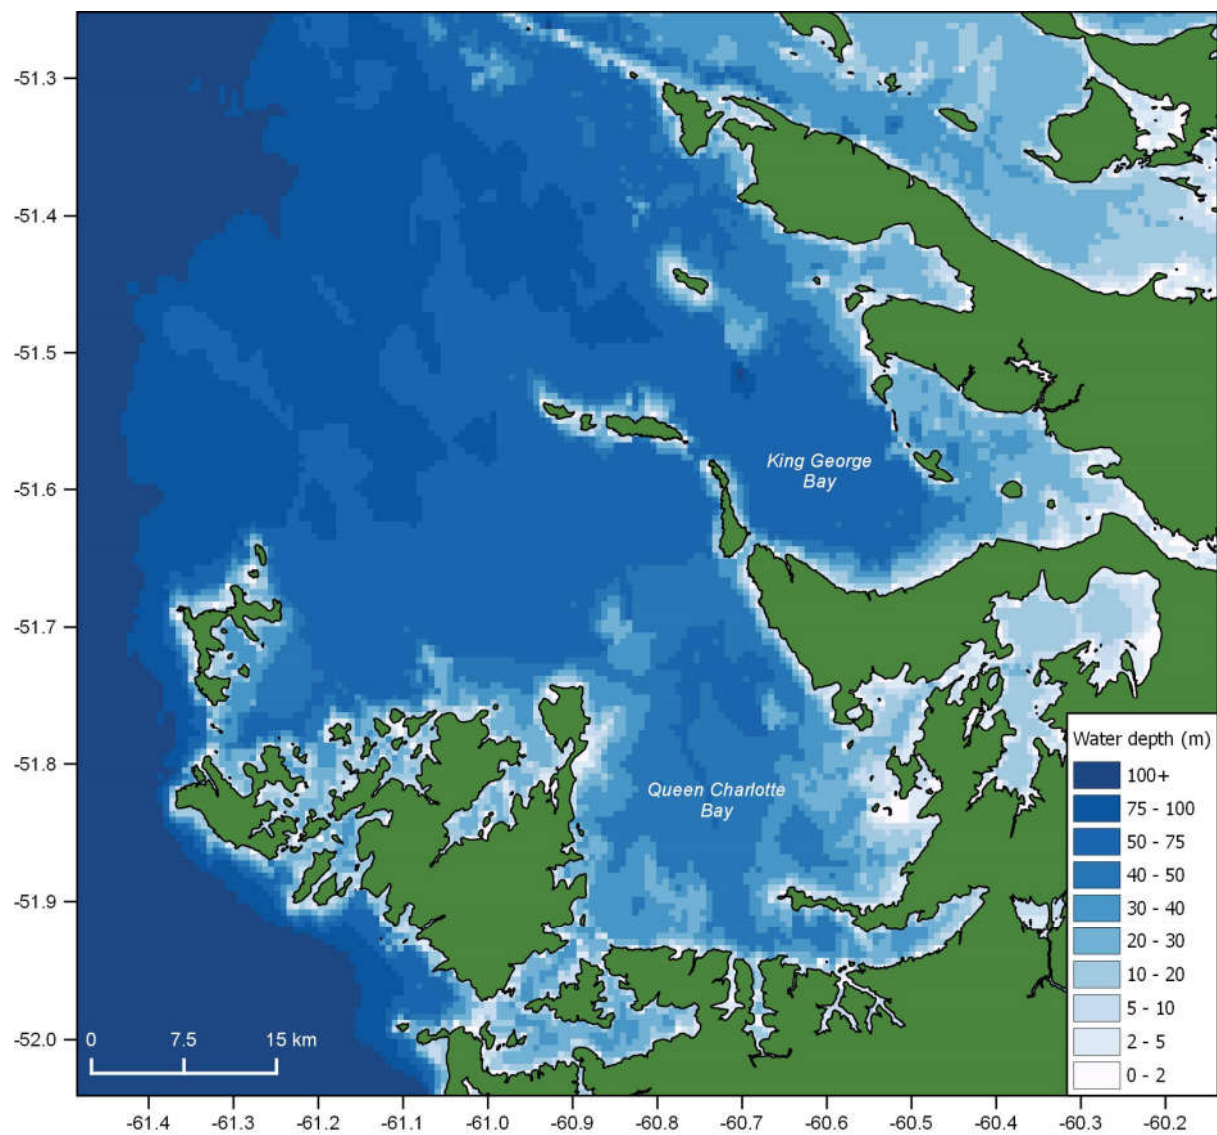 -51.3
-51.4
-51.5
-51.6
-51.7
-51.8
-51.9
-52.0
King George
Bay
Queen Charlotte
Bay
Water depth (m)
100+
75 - 100
50 - 75
40 - 50
30 - 40
20 - 30
10 - 20
5 - 10
2 - 5
0 - 2
0 7.5 15 km
-61.4 -61.3 -61.2 -61.1 -61.0 -60.9 -60.8 -60.7 -60.6 -60.5 -60.4 -60.3 -60.2